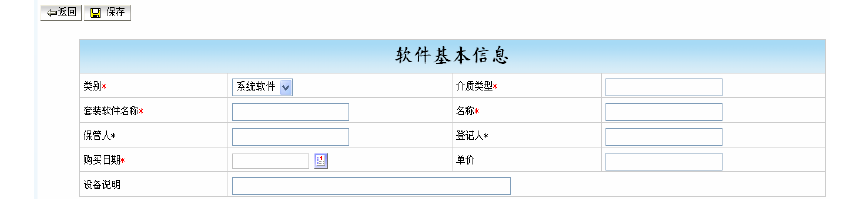 返回 保存
软件基本信息
类别* 系统软件 介质类型*
套装软件名称* 名称*
保管人* 登记人*
购买日期* 单价
设备说明